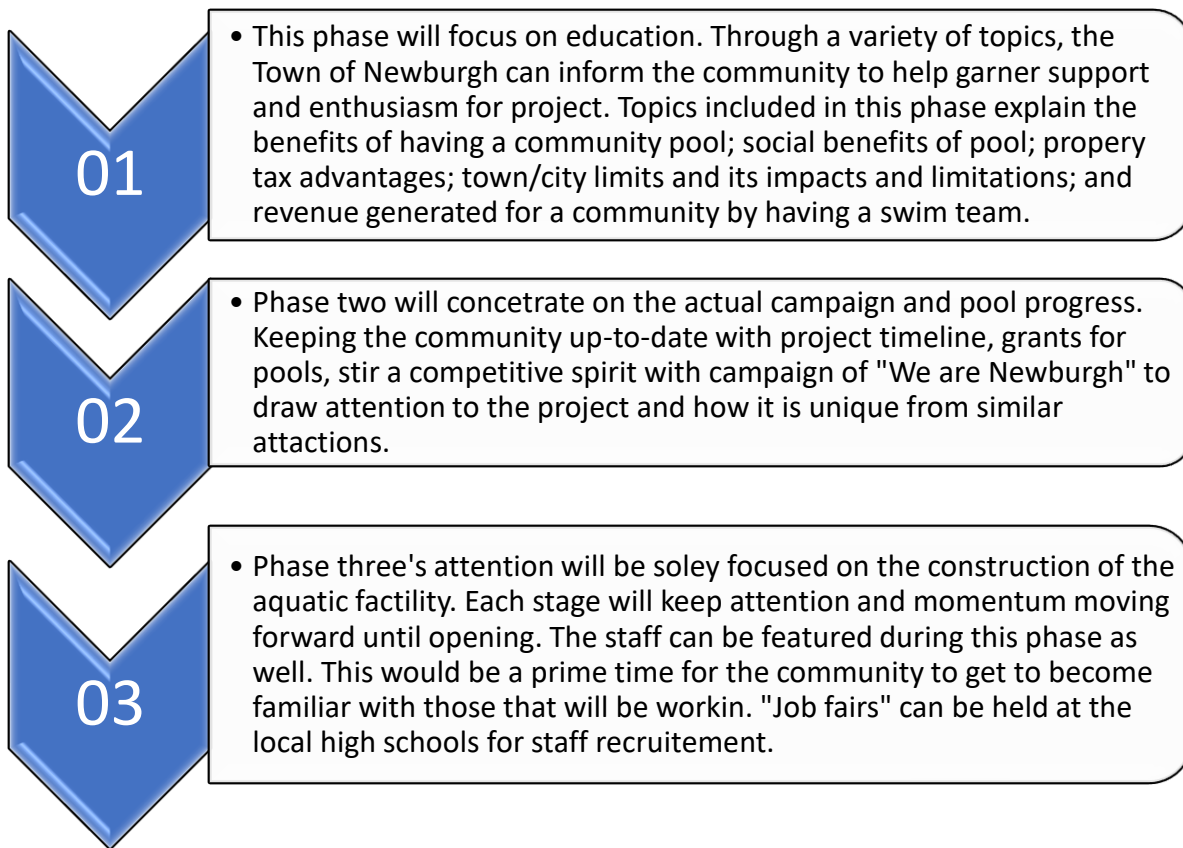 01
• This phase will focus on education. Through a variety of topics, the
Town of Newburgh can inform the community to help garner support
and enthusiasm for project. Topics included in this phase explain the
benefits of having a community pool; social benefits of pool; propery
tax advantages; town/city limits and its impacts and limitations; and
revenue generated for a community by having a swim team.
02
• Phase two will concetrate on the actual campaign and pool progress.
Keeping the community up-to-date with project timeline, grants for
pools, stir a competitive spirit with campaign of "We are Newburgh" to
draw attention to the project and how it is unique from similar
attactions.
03
• Phase three's attention will be soley focused on the construction of the
aquatic factility. Each stage will keep attention and momentum moving
forward until opening. The staff can be featured during this phase as
well. This would be a prime time for the community to get to become
familiar with those that will be workin. "Job fairs" can be held at the
local high schools for staff recruitement.